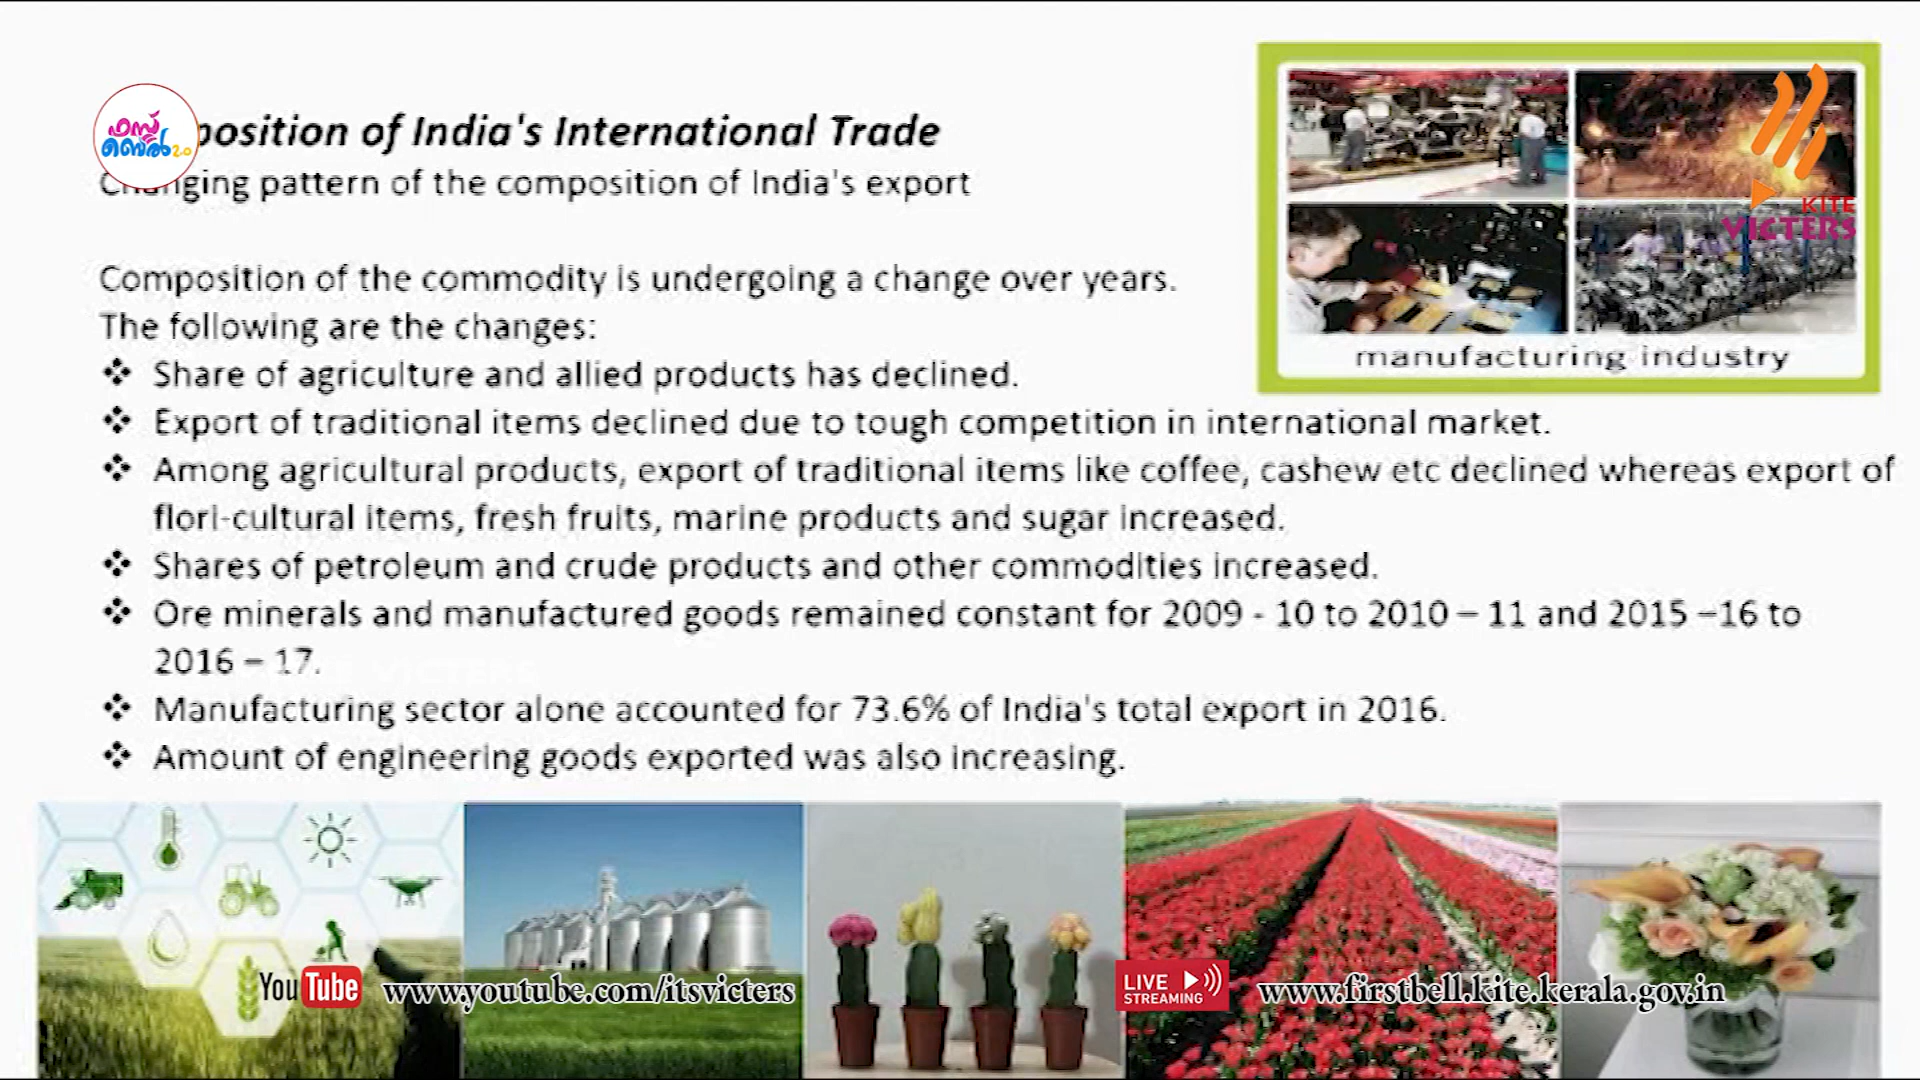 ഫസ്റ്റ്
ബെൽ 2.0
position of India's International Trade
Changing pattern of the composition of India's export
Composition of the commodity is undergoing a change over years.
The following are the changes:
❖ Share of agriculture and allied products has declined.
❖ Export of traditional items declined due to tough competition in international market.
❖ Among agricultural products, export of traditional items like coffee, cashew etc declined whereas export of
flori-cultural items, fresh fruits, marine products and sugar increased.
❖ Shares of petroleum and crude products and other commodities increased.
❖ Ore minerals and manufactured goods remained constant for 2009 - 10 to 2010 – 11 and 2015 –16 to
2016 – 17.
❖ Manufacturing sector alone accounted for 73.6% of India's total export in 2016.
❖ Amount of engineering goods exported was also increasing.
KITE
VICTERS
manufacturing industry
YouTube www.youtube.com/itsvicters
LIVE
STREAMING
www.firstbell.kite.kerala.gov.in